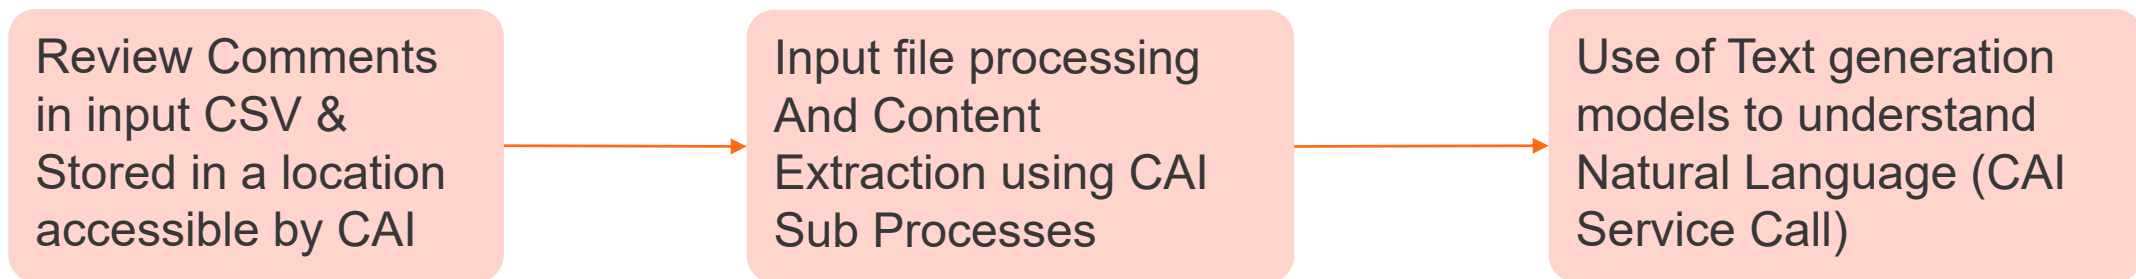 Review Comments
in input CSV &
Stored in a location
accessible by CAI
Input file processing
And Content
Extraction using CAI
Sub Processes
Use of Text generation
models to understand
Natural Language (CAI
Service Call)